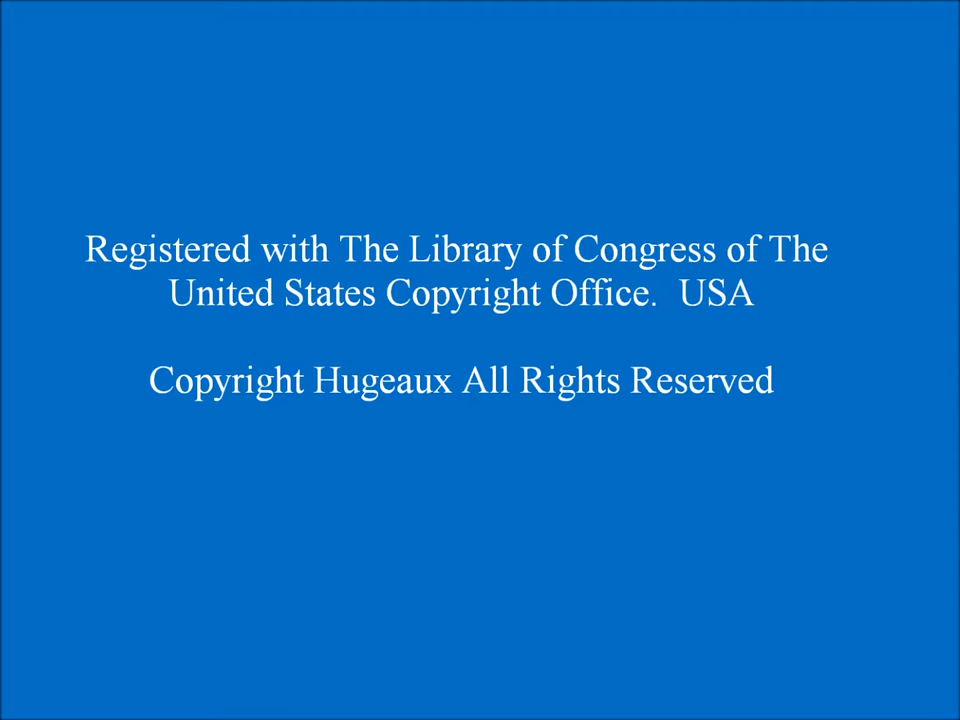 Registered with The Library of Congress of The
United States Copyright Office.  USA
Copyright Hugeaux All Rights Reserved